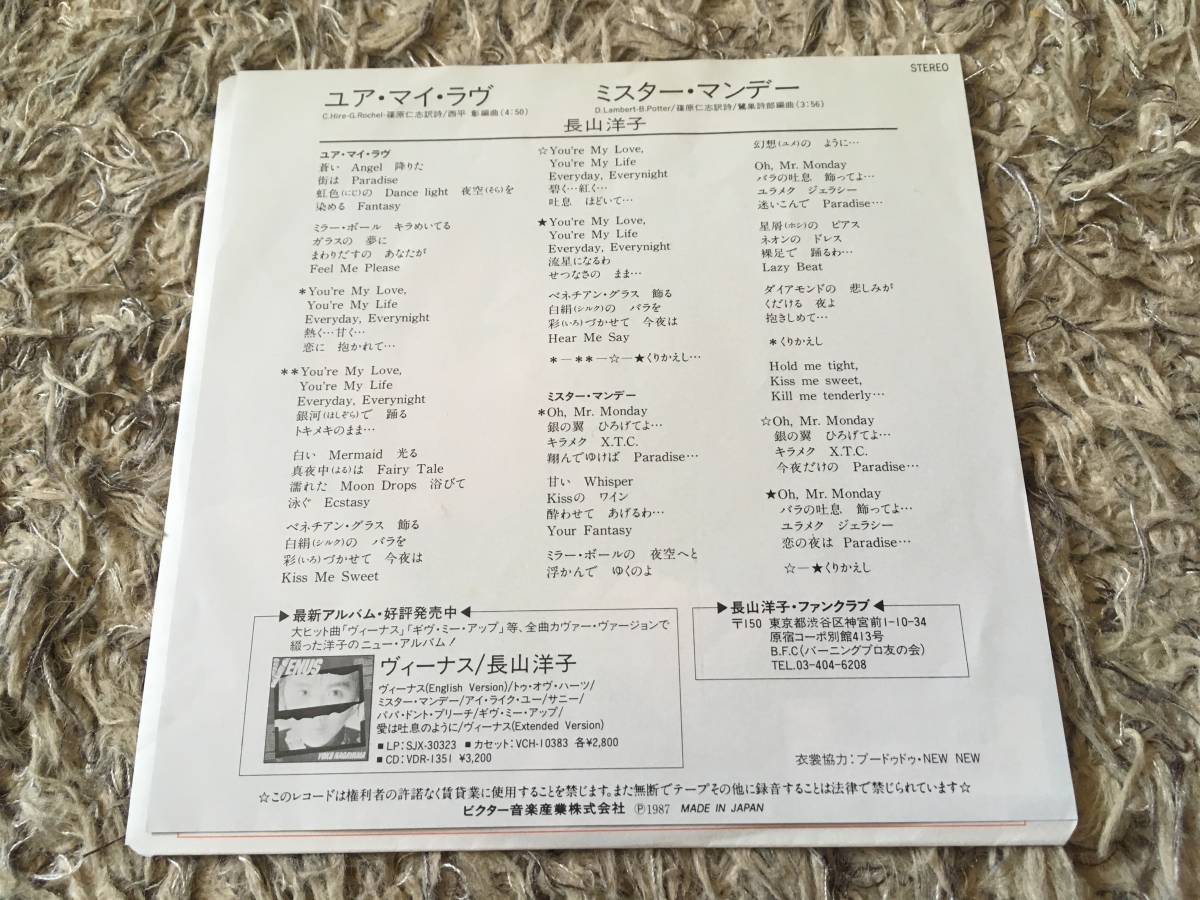 STEREO
ユア・マイ・ラヴ
C.Hire-G.Rochel・篠原仁志訳詩/西平 彰編曲(4:50)
ミスター・マンデー
D.Lambert-B.Potter/篠原仁志訳詩/鷺巣詩郎編曲(3:56)
長山洋子
ユア・マイ・ラヴ
蒼い Angel 降りた
街は Paradise
虹色(にじ)の Dance light 夜空(そら)を
染める Fantasy
ミラー・ボール キラめいてる
ガラスの 夢に
まわりだすの あなたが
Feel Me Please
*You're My Love,
You're My Life
Everyday, Everynight
熱く…甘く…
恋に 抱かれて…
**You're My Love,
You're My Life
Everyday, Everynight
銀河(ほしぞら)で 踊る
トキメキのまま…
白い Mermaid 光る
真夜中(はる)は Fairy Tale
濡れた Moon Drops 浴びて
泳ぐ Ecstasy
ベネチアン・グラス 飾る
白絹(シルク)の バラを
彩(いろ)づかせて 今夜は
Kiss Me Sweet
☆You're My Love,
You're My Life
Everyday, Everynight
碧く…紅く…
吐息 ほどいて…
★You're My Love,
You're My Life
Everyday, Everynight
流星になるわ
せつなさの まま…
ベネチアン・グラス 飾る
白絹(シルク)の バラを
彩(いろ)づかせて 今夜は
Hear Me Say
*―**―☆―★くりかえし…
ミスター・マンデー
*Oh, Mr. Monday
銀の翼 ひろげてよ…
キラメク X.T.C.
翔んでゆけば Paradise…
甘い Whisper
Kissの ワイン
酔わせて あげるわ…
Your Fantasy
ミラー・ボールの 夜空へと
浮かんで ゆくのよ
幻想(ユメ)の ように…
Oh, Mr. Monday
バラの吐息 飾ってよ…
ユラメク ジェラシー
迷いこんで Paradise…
星屑(ホシ)の ピアス
ネオンの ドレス
裸足で 踊るわ…
Lazy Beat
ダイアモンドの 悲しみが
くだける 夜よ
抱きしめて…
*くりかえし
Hold me tight,
Kiss me sweet,
Kill me tenderly…
☆Oh, Mr. Monday
銀の翼 ひろげてよ…
キラメク X.T.C.
今夜だけの Paradise…
★Oh, Mr. Monday
バラの吐息 飾ってよ…
ユラメク ジェラシー
恋の夜は Paradise…
☆―★くりかえし
▶最新アルバム・好評発売中◀
大ヒット曲「ヴィーナス」「ギヴ・ミー・アップ」等、全曲カヴァー・ヴァージョンで
綴った洋子のニュー・アルバム!
VENUS
YOKO NAGAYAMA
ヴィーナス/長山洋子
ヴィーナス(English Version)/トゥ・オヴ・ハーツ/
ミスター・マンデー/アイ・ライク・ユー/サニー/
パパ・ドント・プリーチ/ギヴ・ミー・アップ/
愛は吐息のように/ヴィーナス(Extended Version)
■LP:SJX-30323 ■カセット:VCH-10383 各¥2,800
■CD:VDR-1351 ¥3,200
▶長山洋子・ファンクラブ◀
〒150 東京都渋谷区神宮前1-10-34
原宿コーポ別館413号
B.F.C(バーニングプロ友の会)
TEL.03-404-6208
衣裳協力:プードゥドゥ・NEW NEW
☆このレコードは権利者の許諾なく賃貸業に使用することを禁じます。また無断でテープその他に録音することは法律で禁じられています☆
ビクター音楽産業株式会社 Ⓟ1987 MADE IN JAPAN